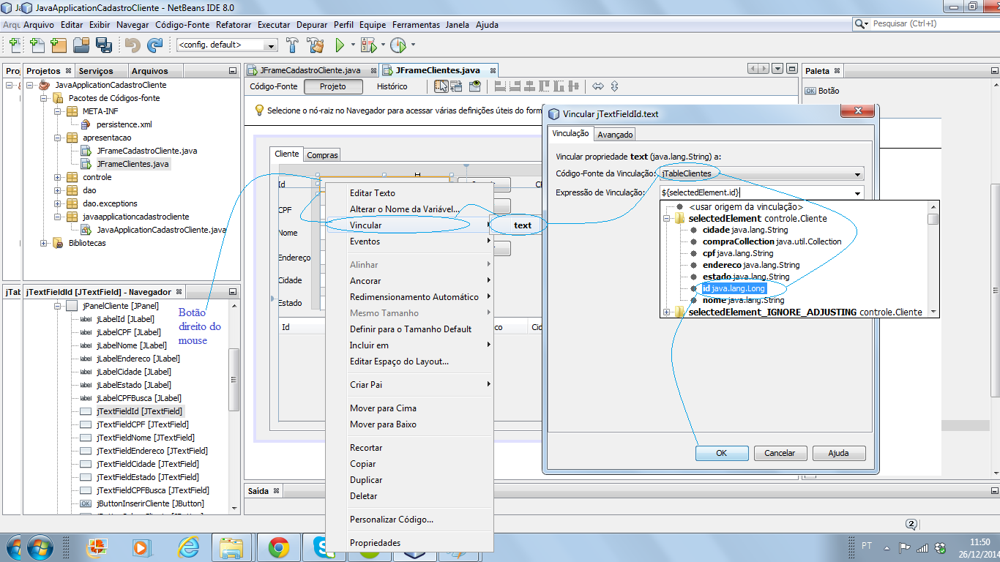 JavaApplicationCadastroCliente - NetBeans IDE 8.0
Arquivo Editar Exibir Navegar Código-Fonte Refatorar Executar Depurar Perfil Equipe Ferramentas Janela Ajuda
Pesquisar (Ctrl+I)
<config. default>
Projetos Serviços Arquivos
JFrameCadastroCliente.java JFrameClientes.java
Paleta
Código-Fonte Projeto Histórico
OK Botão
Selecione o nó-raiz no Navegador para acessar várias definições úteis do form
JavaApplicationCadastroCliente
Pacotes de Códigos-fonte
META-INF
persistence.xml
apresentacao
JFrameCadastroCliente.java
JFrameClientes.java
controle
dao
dao.exceptions
javaapplicationcadastrocliente
JavaApplicationCadastroCliente.java
Bibliotecas
jTextFieldId [JTextField] - Navegador
jPanelCliente [JPanel]
label jLabelId [JLabel]
label jLabelCPF [JLabel]
label jLabelNome [JLabel]
label jLabelEndereco [JLabel]
label jLabelCidade [JLabel]
label jLabelEstado [JLabel]
label jLabelCPFBusca [JLabel]
jTextFieldId [JTextField]
jTextFieldCPF [JTextField]
jTextFieldNome [JTextField]
jTextFieldEndereco [JTextField]
jTextFieldCidade [JTextField]
jTextFieldEstado [JTextField]
jTextFieldCPFBusca [JTextField]
OK jButtonInserirCliente [JButton]
Botão
direito do
mouse
Cliente Compras
Id
CPF
Nome
Endereço
Cidade
Estado
Id
Editar Texto
Alterar o Nome da Variável...
Vincular
text
Eventos
Alinhar
Ancorar
Redimensionamento Automático
Mesmo Tamanho
Definir para o Tamanho Default
Incluir em
Editar Espaço do Layout...
Criar Pai
Mover para Cima
Mover para Baixo
Recortar
Copiar
Duplicar
Deletar
Personalizar Código...
Propriedades
Vincular jTextFieldId.text
Vinculação Avançado
Vincular propriedade text (java.lang.String) a:
Código-Fonte da Vinculação: jTableClientes
Expressão de Vinculação: ${selectedElement.id}
<usar origem da vinculação>
selectedElement controle.Cliente
cidade java.lang.String
compraCollection java.util.Collection
cpf java.lang.String
endereco java.lang.String
estado java.lang.String
id java.lang.Long
nome java.lang.String
selectedElement_IGNORE_ADJUSTING controle.Cliente
OK Cancelar Ajuda
Saída
2
PT
11:50
26/12/2014